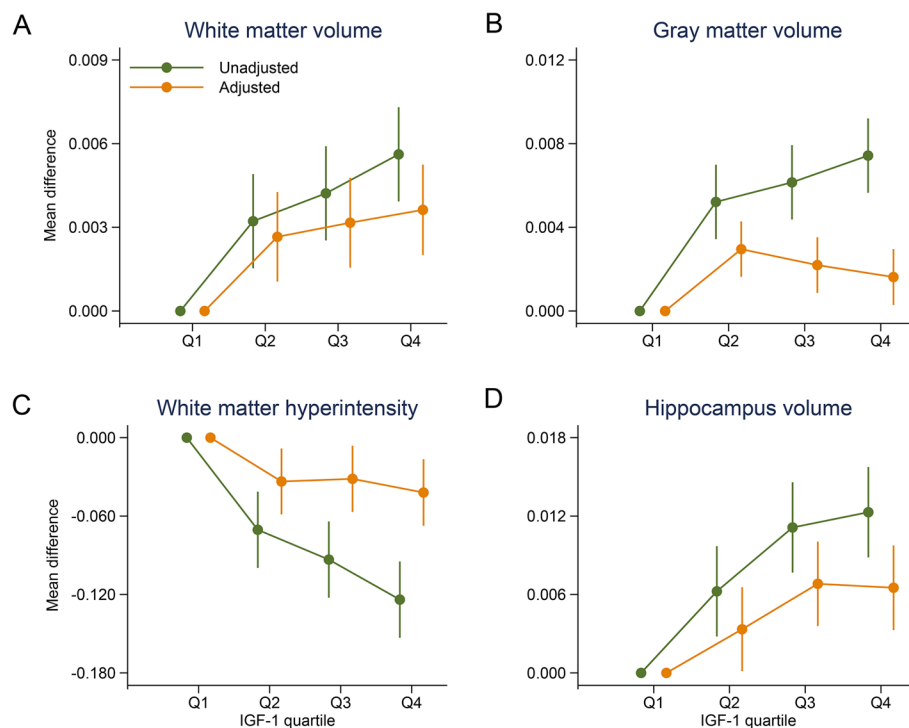 A
White matter volume
0.009
0.006
0.003
0.000
Mean difference
Unadjusted
Adjusted
Q1 Q2 Q3 Q4
B
Gray matter volume
0.012
0.008
0.004
0.000
Q1 Q2 Q3 Q4
C
White matter hyperintensity
0.000
-0.060
-0.120
-0.180
Mean difference
Q1 Q2 Q3 Q4
IGF-1 quartile
D
Hippocampus volume
0.018
0.012
0.006
0.000
Q1 Q2 Q3 Q4
IGF-1 quartile